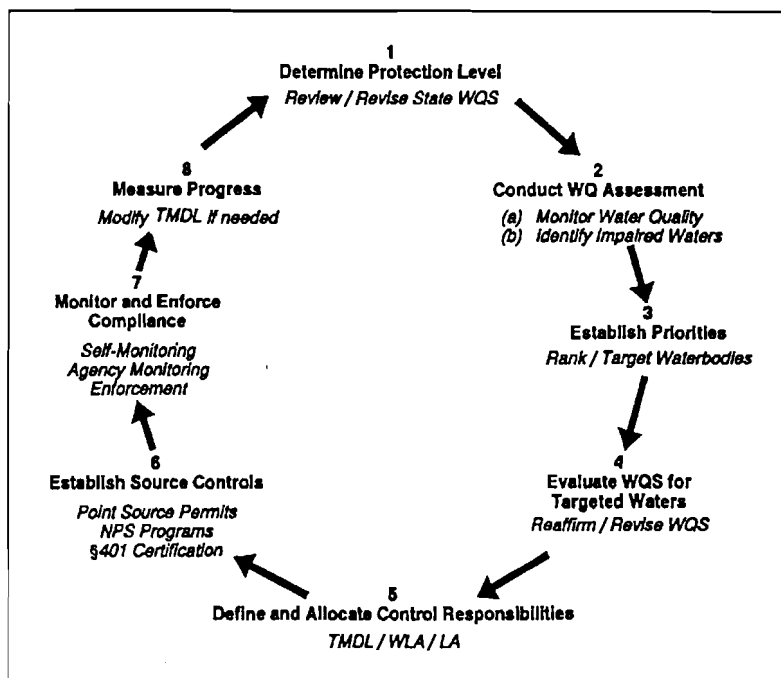 1
Determine Protection Level
Review / Revise State WQS
2
Conduct WQ Assessment
(a) Monitor Water Quality
(b) Identify Impaired Waters
3
Establish Priorities
Rank / Target Waterbodies
4
Evaluate WQS for
Targeted Waters
Reaffirm / Revise WQS
5
Define and Allocate Control Responsibilities
TMDL / WLA / LA
6
Establish Source Controls
Point Source Permits
NPS Programs
§401 Certification
7
Monitor and Enforce
Compliance
Self-Monitoring
Agency Monitoring
Enforcement
8
Measure Progress
Modify TMDL if needed